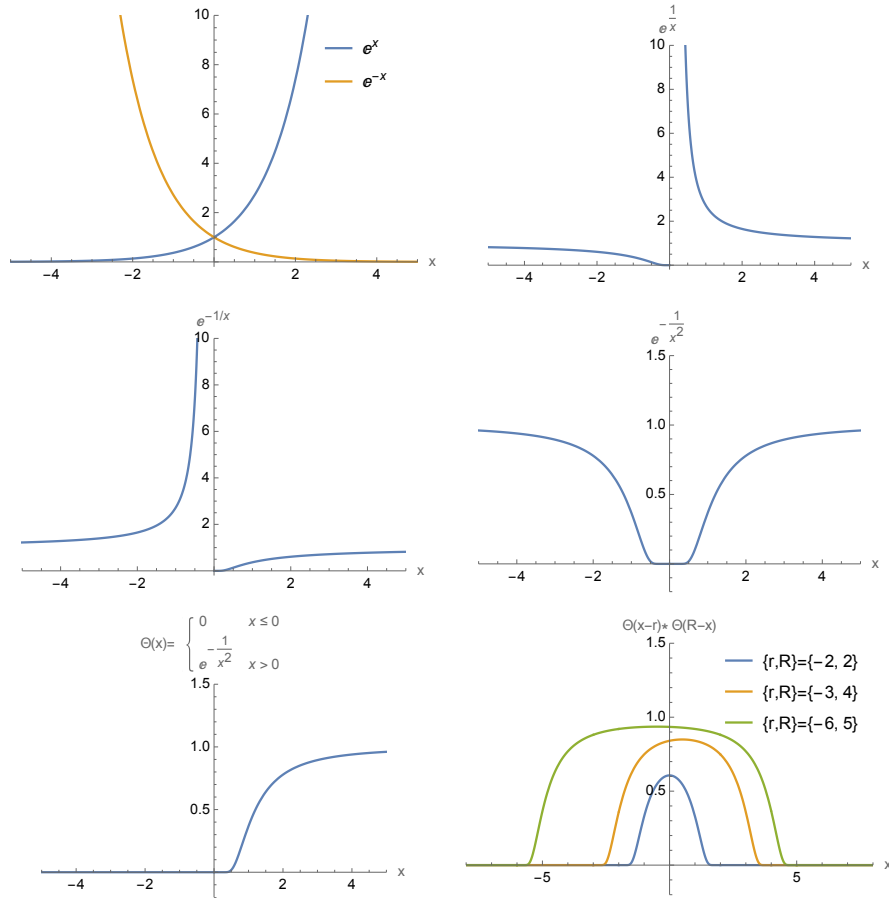 10
8
6
4
2
−4 −2 2 4 x
ⅇ^x
ⅇ^−x
ⅇ^(1/x)
10
8
6
4
2
−4 −2 2 4 x
ⅇ^−1/x
10
8
6
4
2
−4 −2 2 4 x
ⅇ^−(1/x^2)
1.5
1.0
0.5
−4 −2 2 4 x
Θ(x)= { 0 x ≤ 0
ⅇ^−(1/x^2) x > 0
1.5
1.0
0.5
−4 −2 2 4 x
Θ(x−r)⋆ Θ(R−x)
1.5
1.0
0.5
−5 5 x
{r,R}={−2, 2}
{r,R}={−3, 4}
{r,R}={−6, 5}